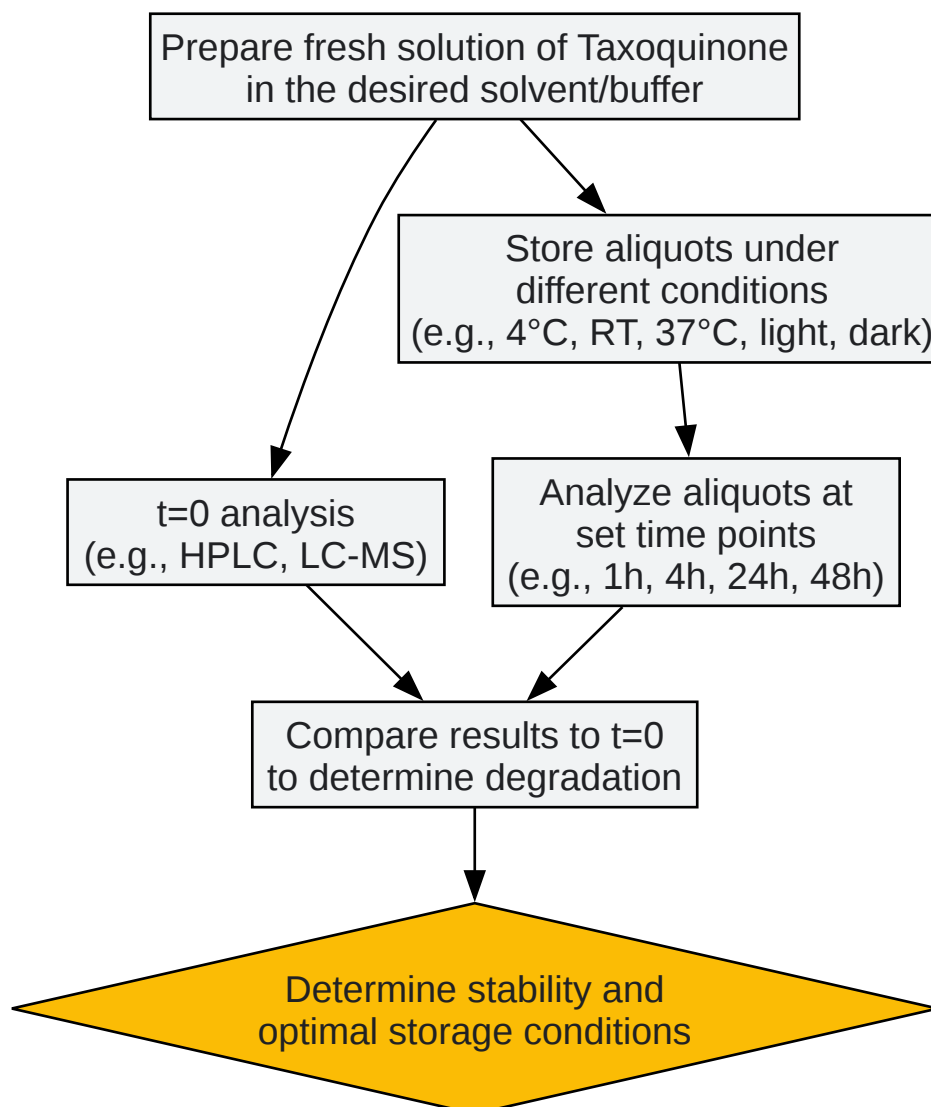 Prepare fresh solution of Taxoquinone
in the desired solvent/buffer
Store aliquots under
different conditions
(e.g., 4°C, RT, 37°C, light, dark)
t=0 analysis
(e.g., HPLC, LC-MS)
Analyze aliquots at
set time points
(e.g., 1h, 4h, 24h, 48h)
Compare results to t=0
to determine degradation
Determine stability and
optimal storage conditions